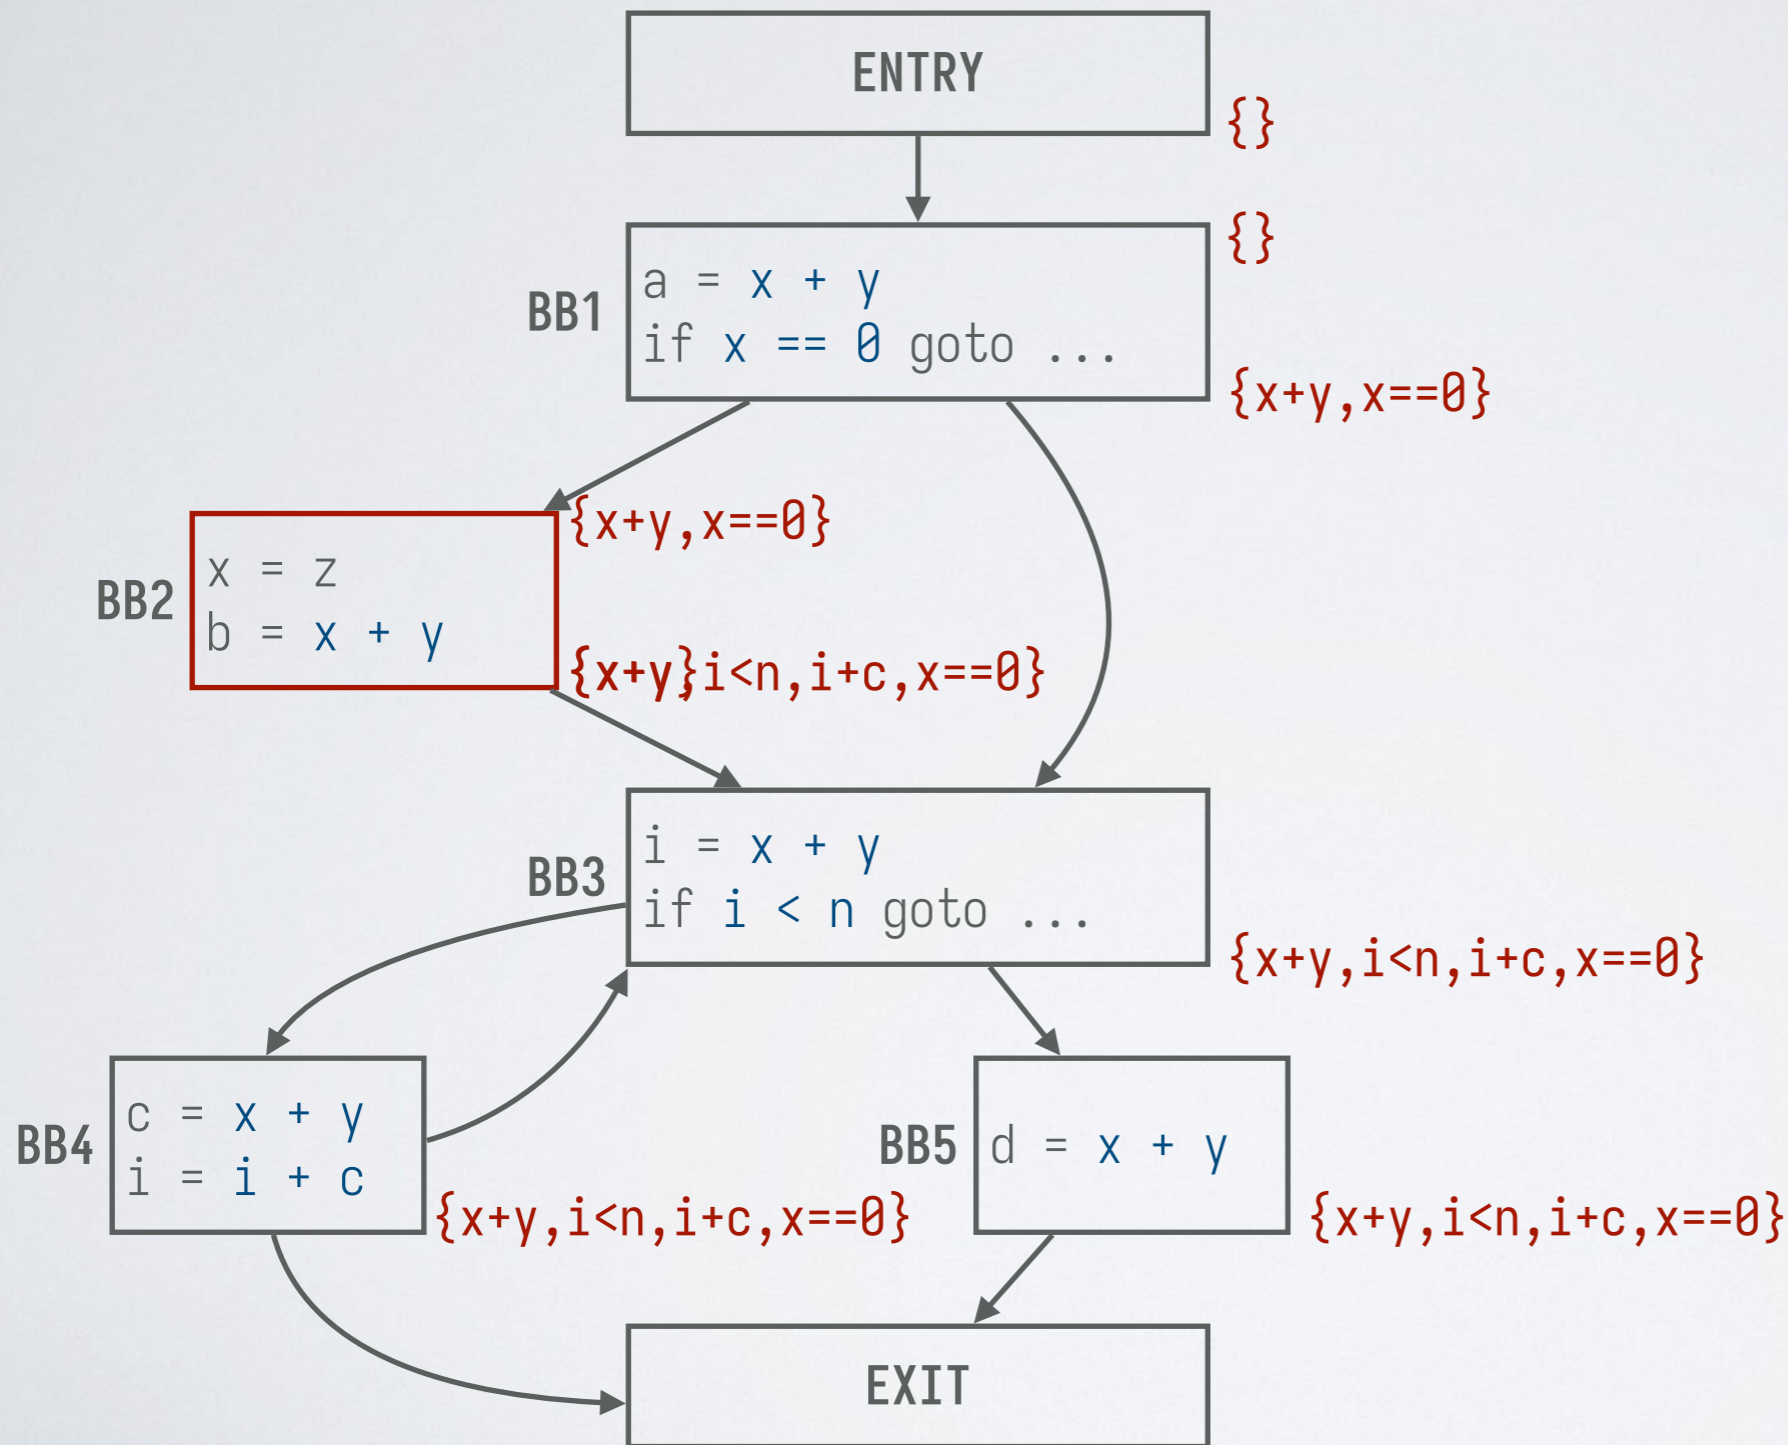 ENTRY
{}
{}
BB1
a = x + y
if x == 0 goto ...
{x+y,x==0}
{x+y,x==0}
BB2
x = z
b = x + y
{x+y}i<n,i+c,x==0}
BB3
i = x + y
if i < n goto ...
{x+y,i<n,i+c,x==0}
BB4
c = x + y
i = i + c
{x+y,i<n,i+c,x==0}
BB5
d = x + y
{x+y,i<n,i+c,x==0}
EXIT